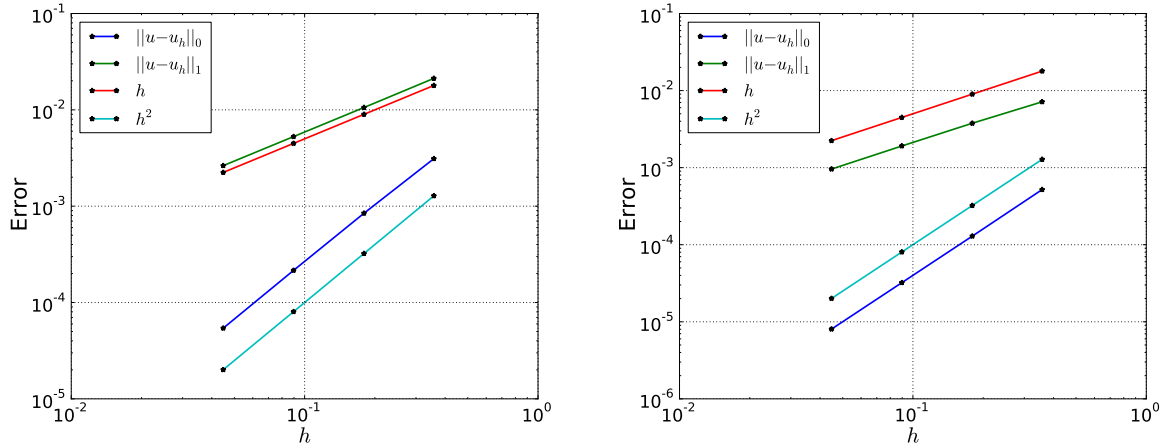 10^{-1}
||u-u_h||_0
||u-u_h||_1
h
h^2
10^{-2}
10^{-3}
10^{-4}
10^{-5}
Error
10^{-2}
10^{-1}
10^0
h
10^{-1}
||u-u_h||_0
||u-u_h||_1
h
h^2
10^{-2}
10^{-3}
10^{-4}
10^{-5}
10^{-6}
Error
10^{-2}
10^{-1}
10^0
h